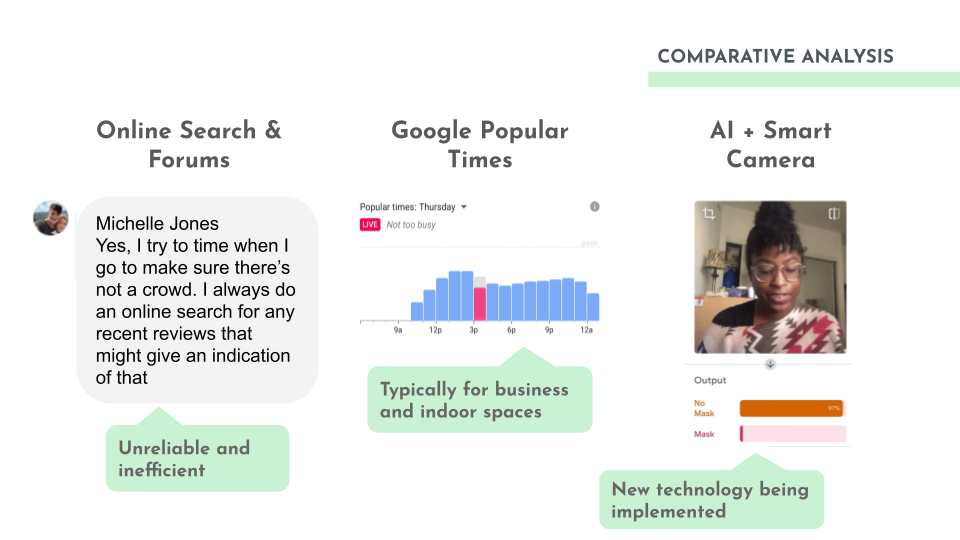 COMPARATIVE ANALYSIS
Online Search &
Forums
Michelle Jones
Yes, I try to time when I
go to make sure there's
not a crowd. I always do
an online search for any
recent reviews that
might give an indication
of that
Unreliable and
inefficient
Google Popular
Times
Popular times: Thursday
LIVE Not too busy
peak
9a 12p 3p 6p 9p 12a
Typically for business
and indoor spaces
AI + Smart
Camera
Output
No
Mask
97%
Mask
New technology being
implemented